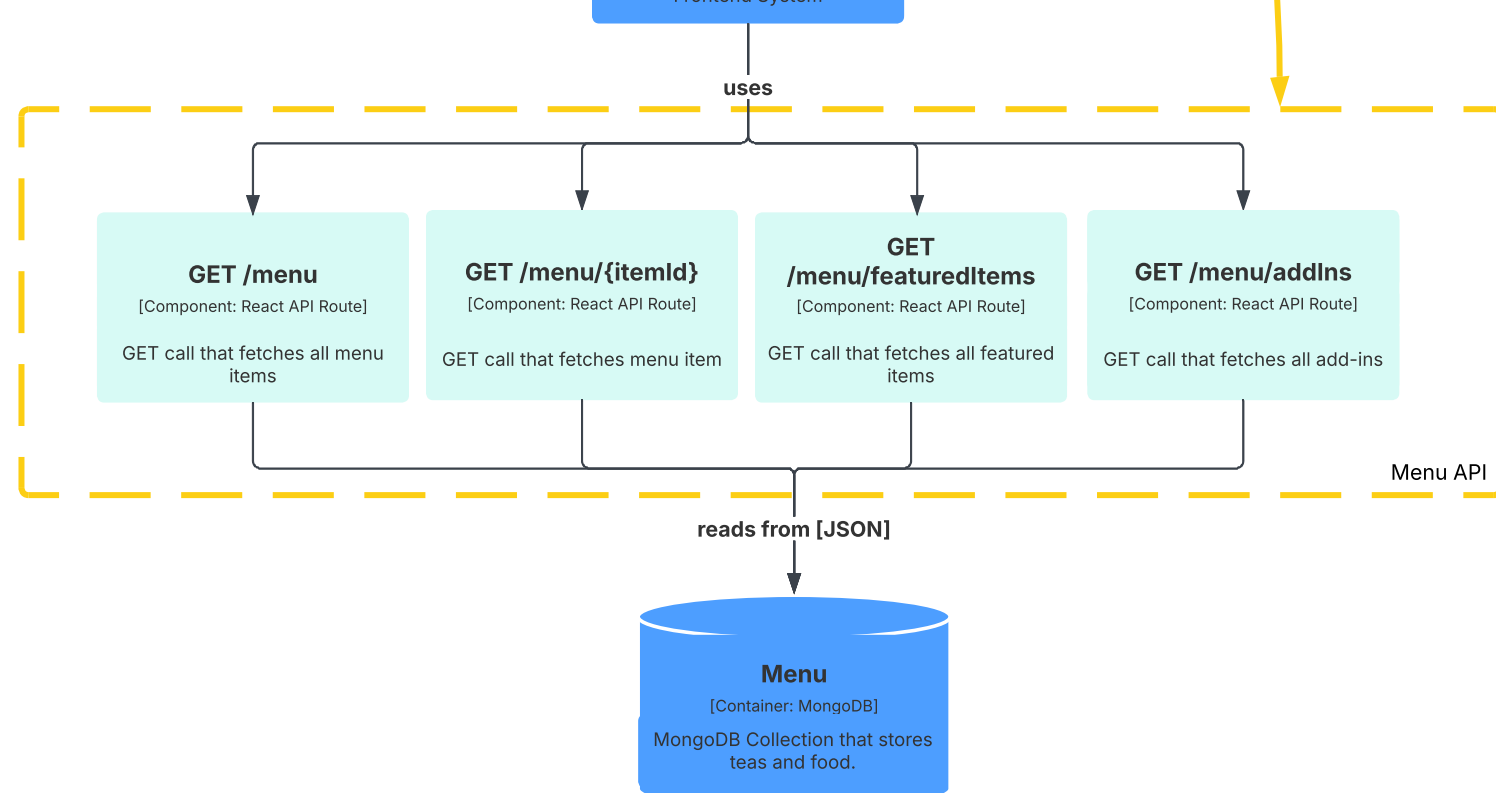 Frontend System
uses
GET /menu
[Component: React API Route]
GET call that fetches all menu
items
GET /menu/{itemId}
[Component: React API Route]
GET call that fetches menu item
GET
/menu/featuredItems
[Component: React API Route]
GET call that fetches all featured
items
GET /menu/addIns
[Component: React API Route]
GET call that fetches all add-ins
Menu API
reads from [JSON]
Menu
[Container: MongoDB]
MongoDB Collection that stores
teas and food.